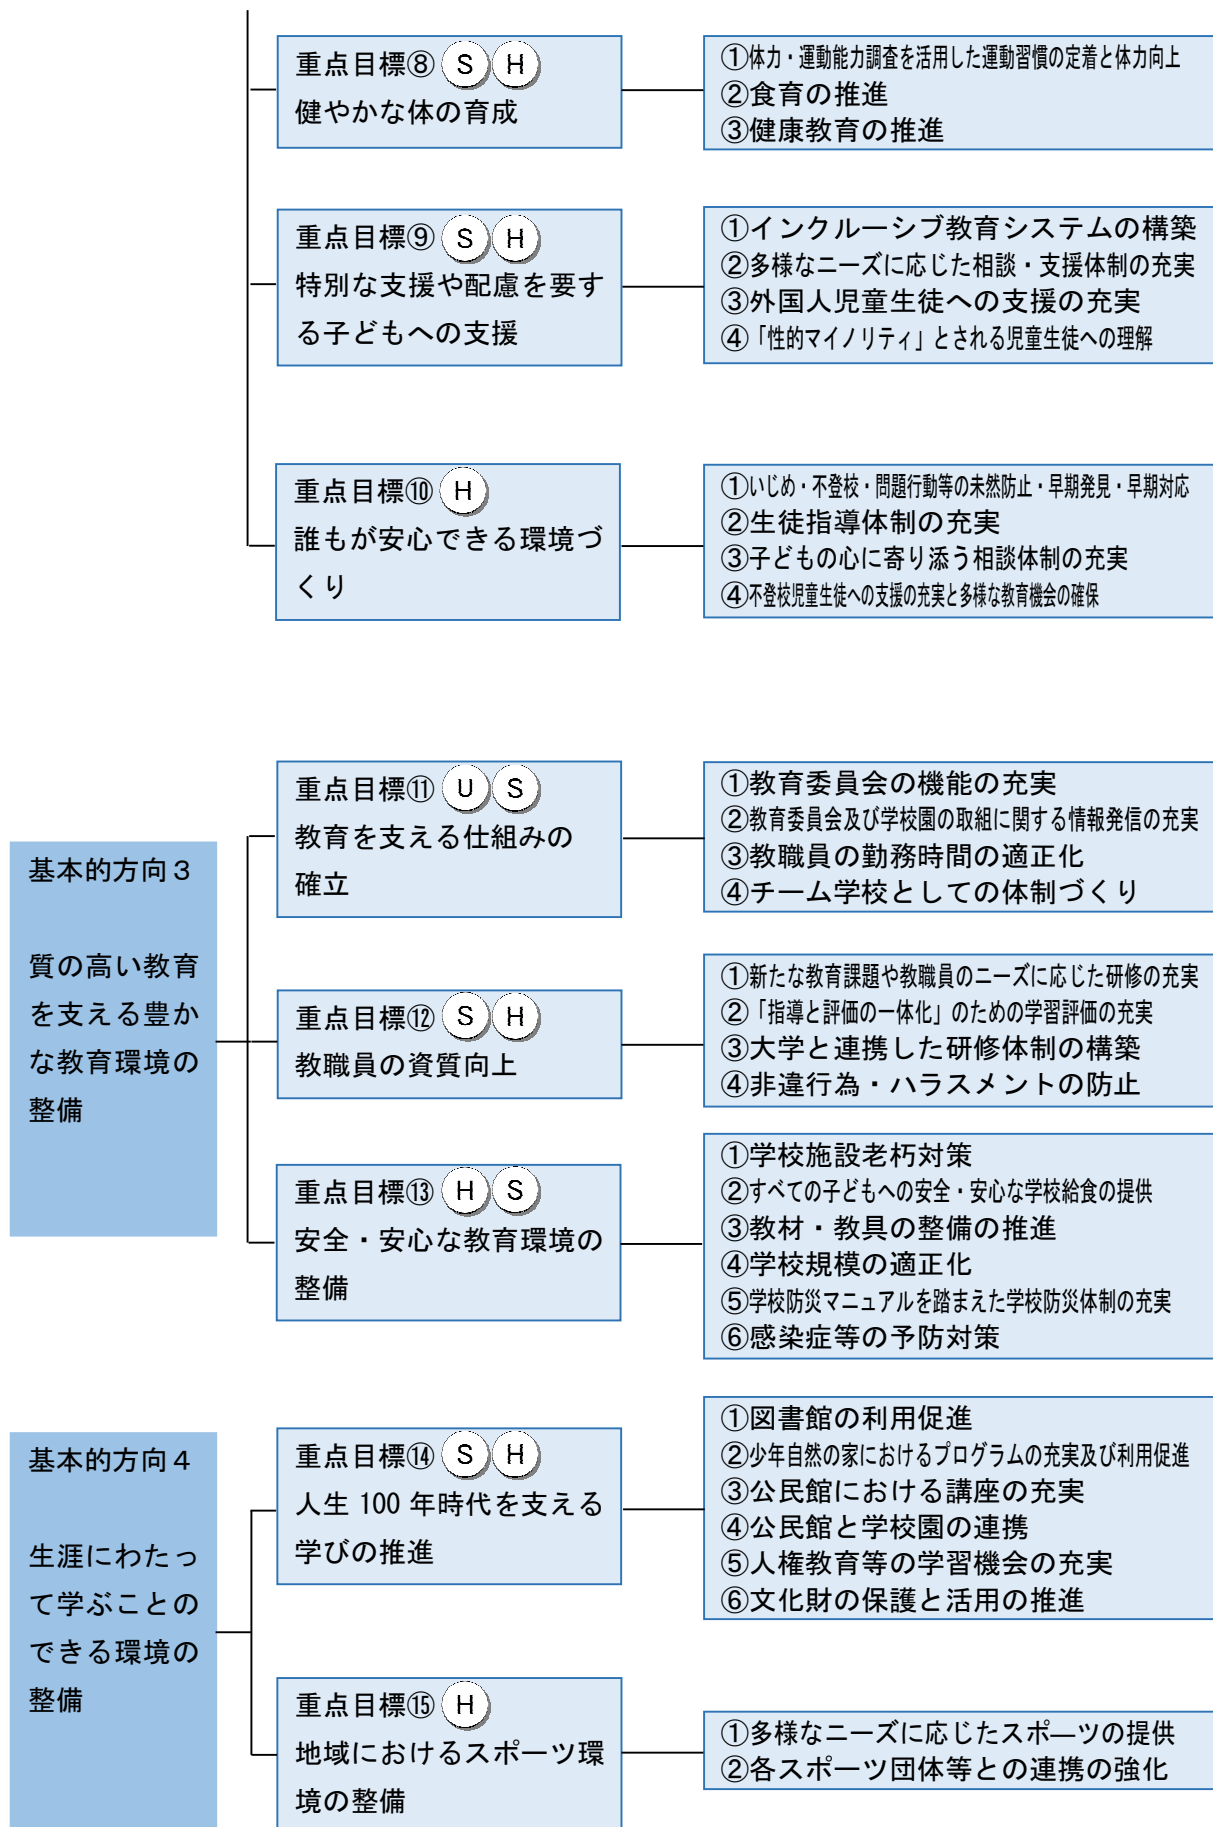 重点目標⑧ S H
健やかな体の育成
①体力・運動能力調査を活用した運動習慣の定着と体力向上
②食育の推進
③健康教育の推進
重点目標⑨ S H
特別な支援や配慮を要す
る子どもへの支援
①インクルーシブ教育システムの構築
②多様なニーズに応じた相談・支援体制の充実
③外国人児童生徒への支援の充実
④「性的マイノリティ」とされる児童生徒への理解
重点目標⑩ H
誰もが安心できる環境づ
くり
①いじめ・不登校・問題行動等の未然防止・早期発見・早期対応
②生徒指導体制の充実
③子どもの心に寄り添う相談体制の充実
④不登校児童生徒への支援の充実と多様な教育機会の確保
基本的方向３
質の高い教育
を支える豊か
な教育環境の
整備
重点目標⑪ U S
教育を支える仕組みの
確立
①教育委員会の機能の充実
②教育委員会及び学校園の取組に関する情報発信の充実
③教職員の勤務時間の適正化
④チーム学校としての体制づくり
重点目標⑫ S H
教職員の資質向上
①新たな教育課題や教職員のニーズに応じた研修の充実
②「指導と評価の一体化」のための学習評価の充実
③大学と連携した研修体制の構築
④非違行為・ハラスメントの防止
重点目標⑬ H S
安全・安心な教育環境の
整備
①学校施設老朽対策
②すべての子どもへの安全・安心な学校給食の提供
③教材・教具の整備の推進
④学校規模の適正化
⑤学校防災マニュアルを踏まえた学校防災体制の充実
⑥感染症等の予防対策
基本的方向４
生涯にわたっ
て学ぶことの
できる環境の
整備
重点目標⑭ S H
人生 100 年時代を支える
学びの推進
①図書館の利用促進
②少年自然の家におけるプログラムの充実及び利用促進
③公民館における講座の充実
④公民館と学校園の連携
⑤人権教育等の学習機会の充実
⑥文化財の保護と活用の推進
重点目標⑮ H
地域におけるスポーツ環
境の整備
①多様なニーズに応じたスポ―ツの提供
②各スポーツ団体等との連携の強化